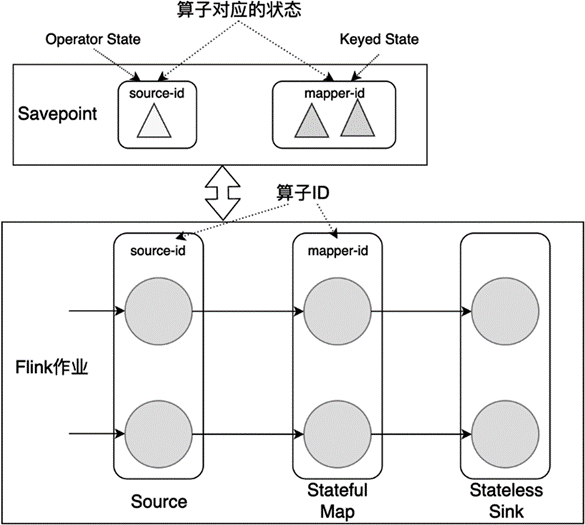 算子对应的状态
Operator State
Keyed State
source-id
mapper-id
Savepoint
算子ID
source-id
mapper-id
Flink作业
Source
Stateful
Map
Stateless
Sink